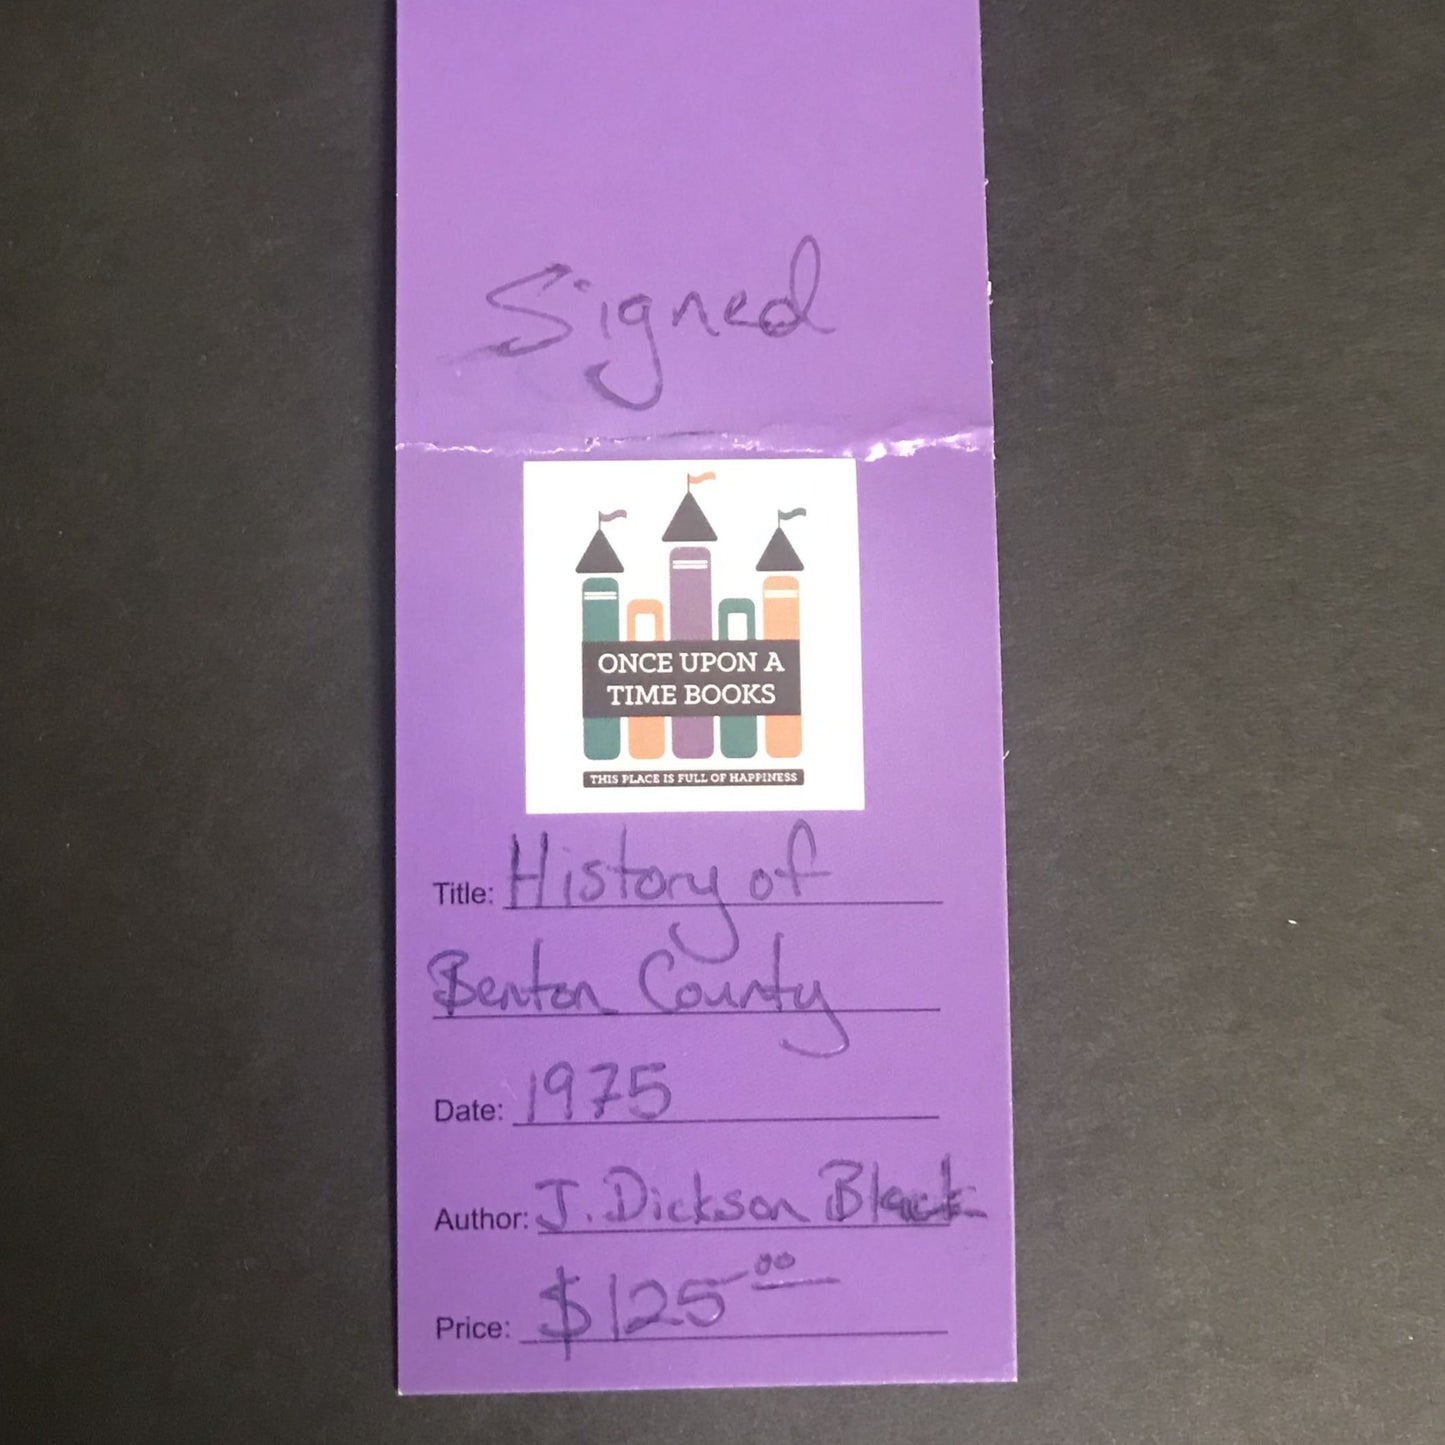 Signed
ONCE UPON A
TIME BOOKS
THIS PLACE IS FULL OF HAPPINESS
Title: History of
Benton County
Date: 1975
Author: J. Dickson Black
Price: $125.00